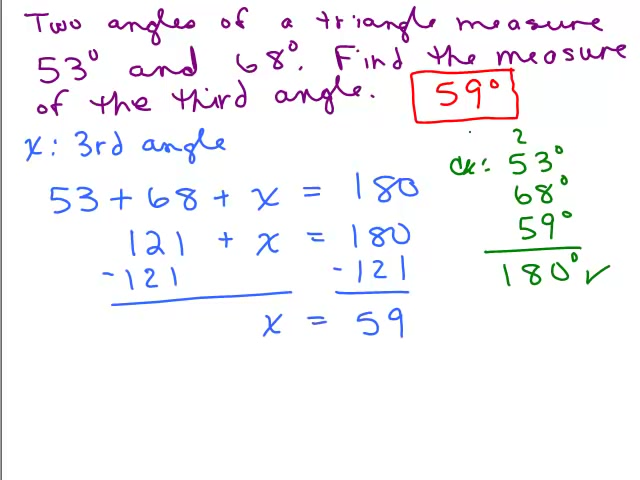 Two angles of a triangle measure
53° and 68°. Find the measure
of the third angle. 59°
x: 3rd angle
53 + 68 + x = 180
121 + x = 180
-121 -121
x = 59
ck: 2
53°
68°
59°
180° ✓